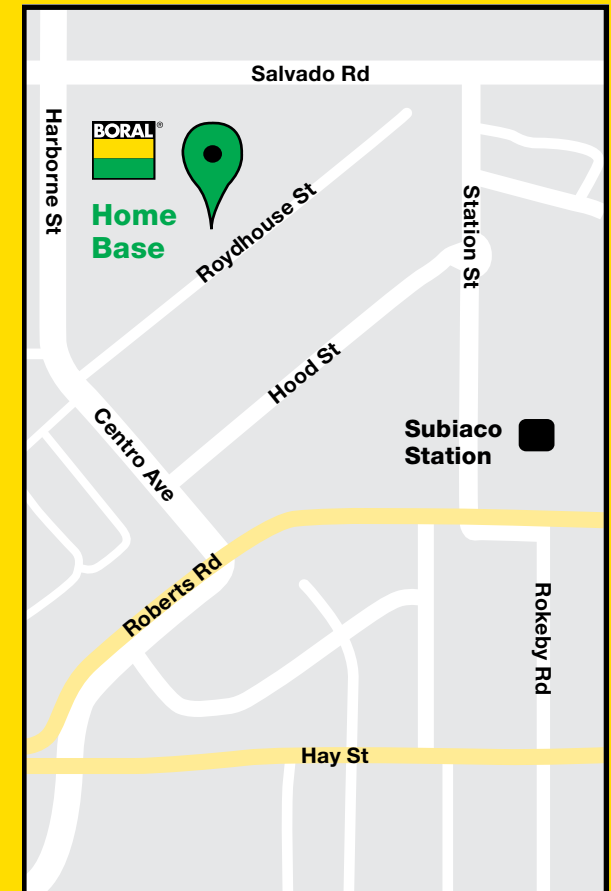 Salvado Rd
Harborne St
BORAL®
Home
Base
Roydhouse St
Station St
Hood St
Centro Ave
Subiaco
Station
Roberts Rd
Rokeby Rd
Hay St